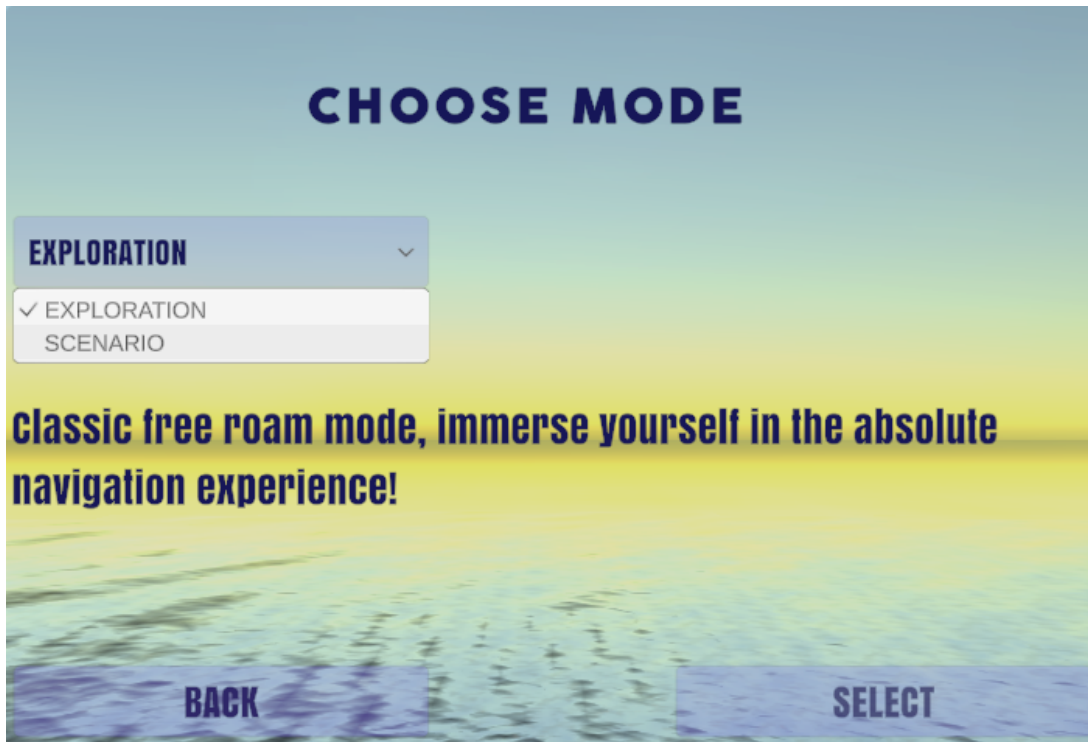 CHOOSE MODE
EXPLORATION
EXPLORATION
SCENARIO
Classic free roam mode, immerse yourself in the absolute
navigation experience!
BACK
SELECT